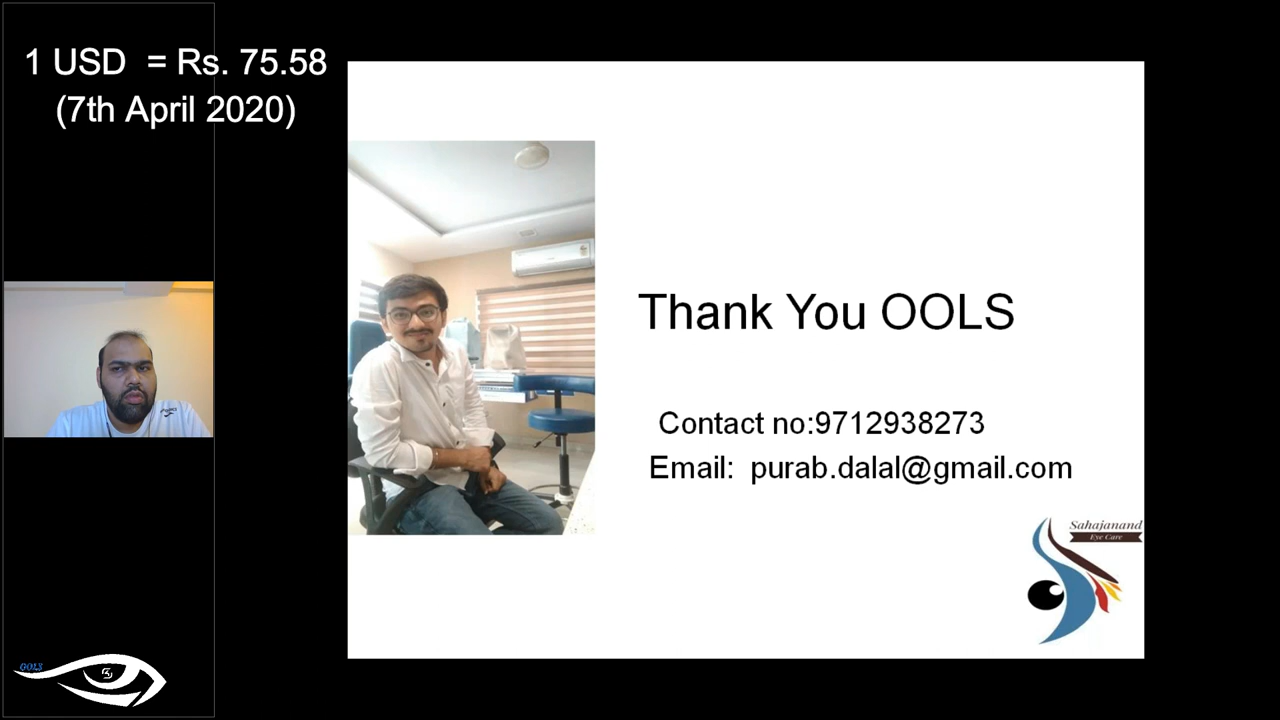 1 USD = Rs. 75.58
(7th April 2020)
Thank You OOLS
Contact no:9712938273
Email: purab.dalal@gmail.com
Sahajanand
Eye Care
OOLS